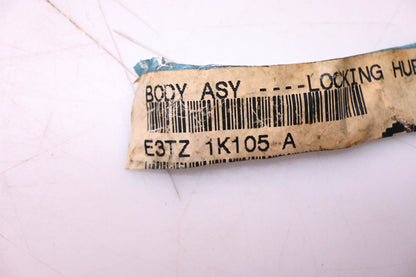 BODY ASY ----LOCKING HUB
E3TZ 1K105 A